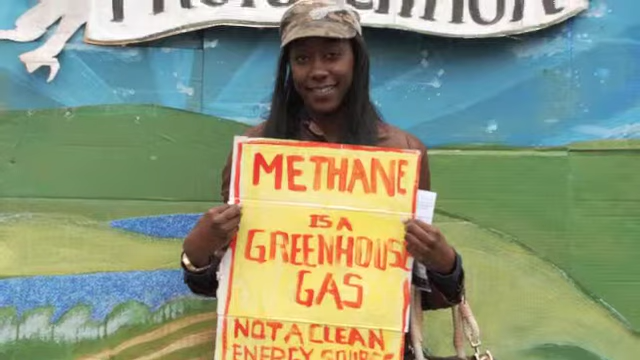 METHANE
IS A
GREENHOUSE
GAS
NOT A CLEAN
ENERGY SOURCE